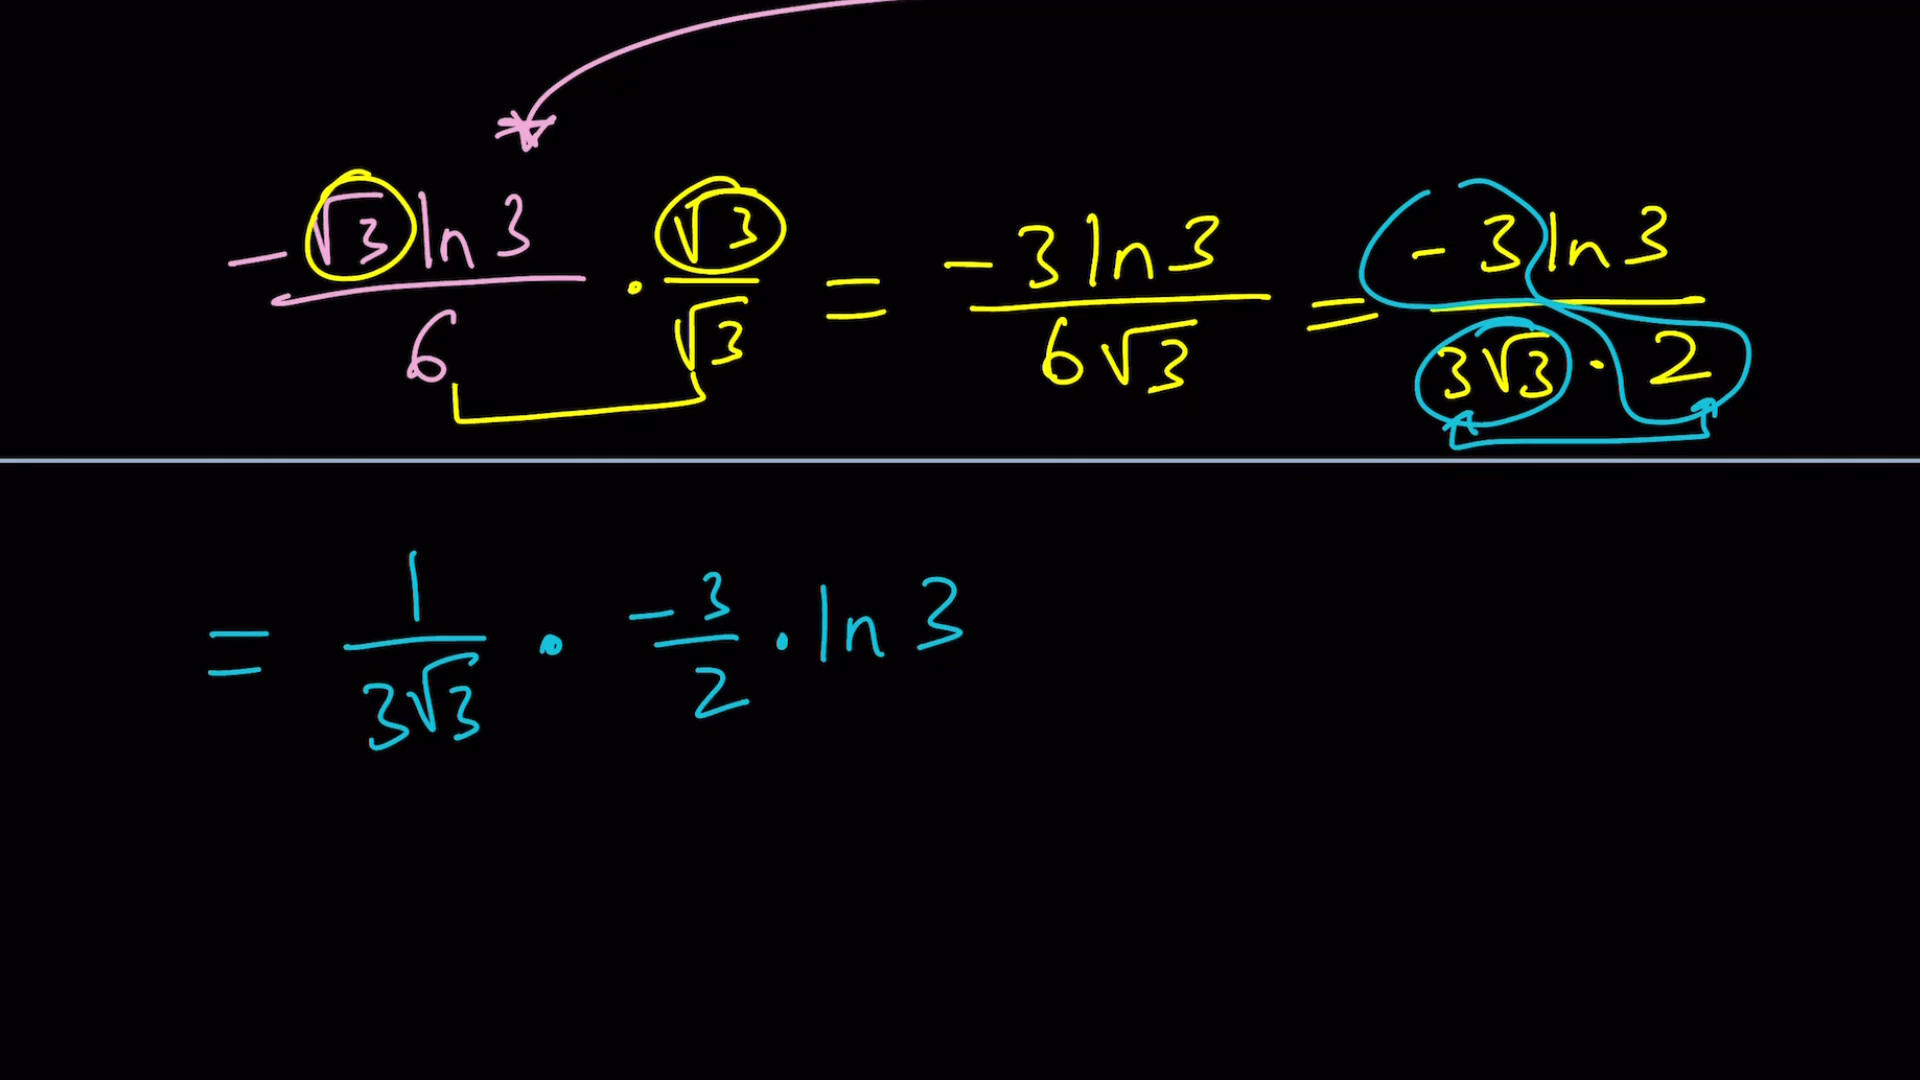 -√3 ln 3 / 6 · √3 / √3 = -3 ln 3 / 6√3 = -3 ln 3 / 3√3 · 2
= 1 / 3√3 · -3 / 2 · ln 3